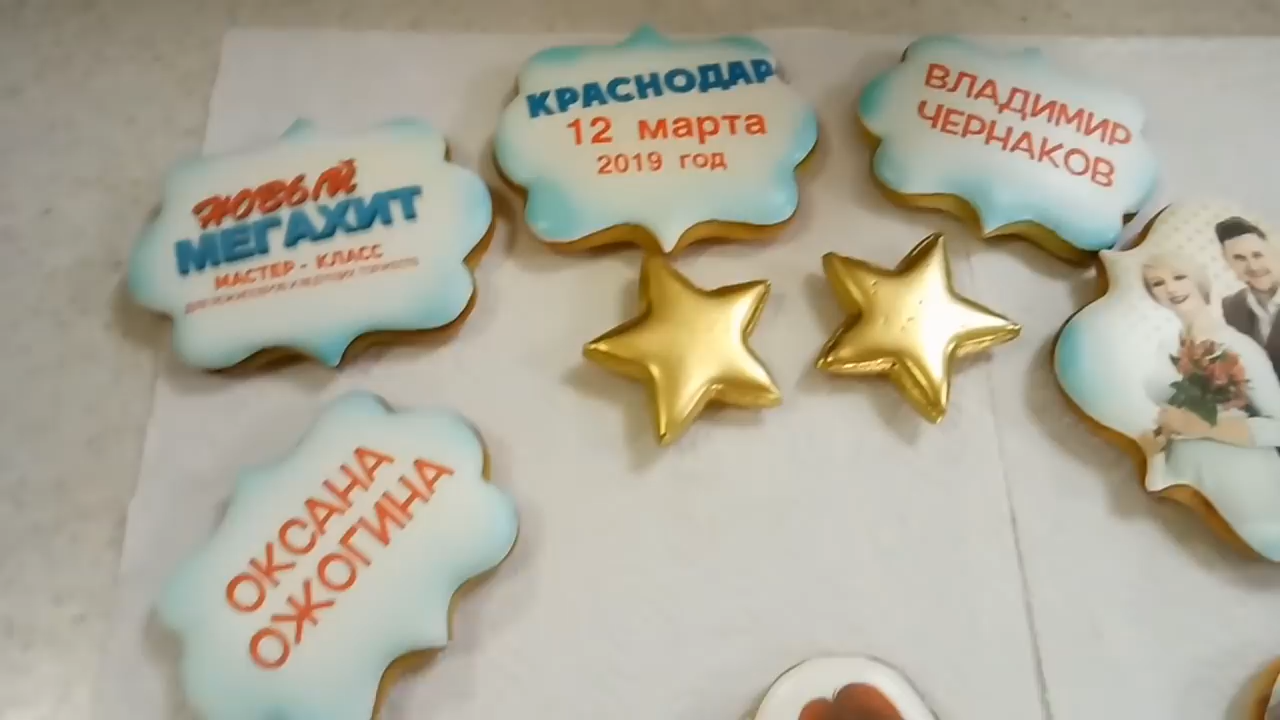 НОВЫЙ
МЕГАХИТ
МАСТЕР - КЛАСС
КРАСНОДАР
12 марта
2019 год
ВЛАДИМИР
ЧЕРНАКОВ
ОКСАНА
ОЖОГИНА